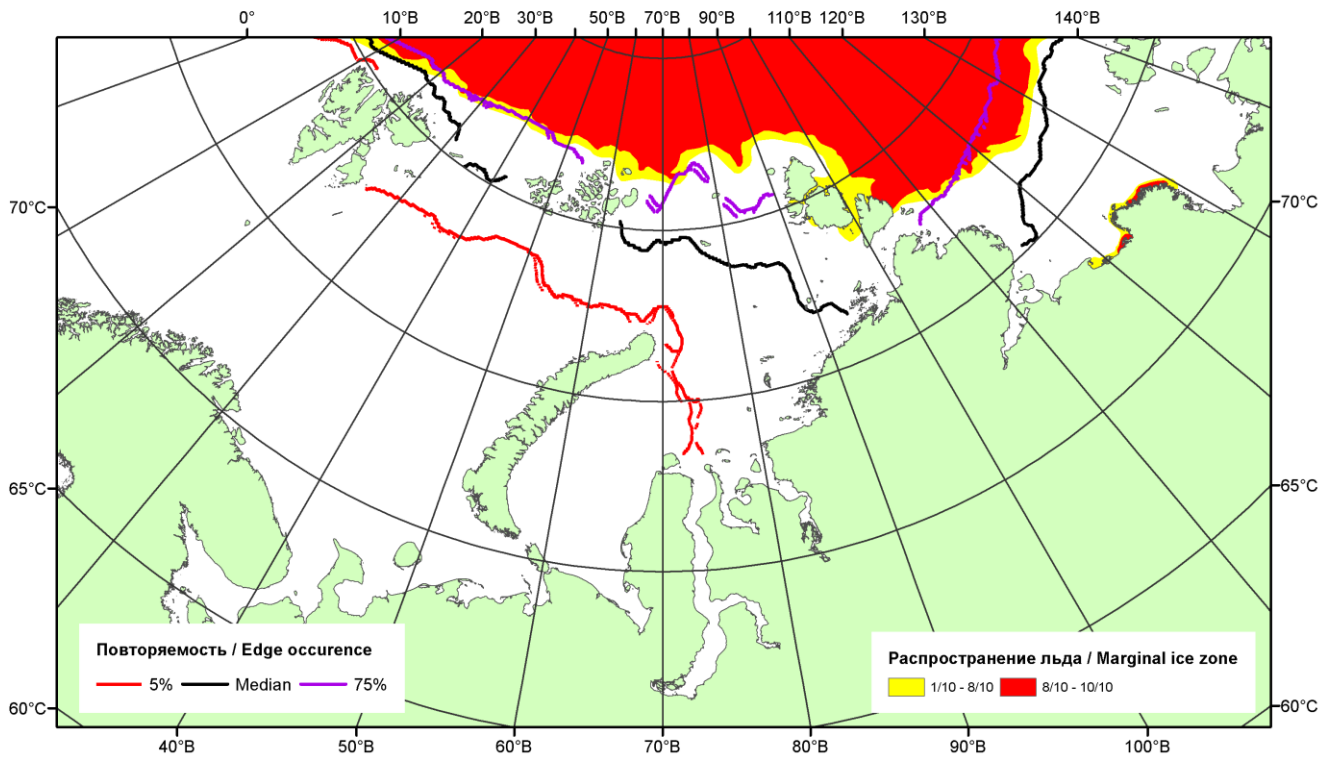 0° 10°В 20°В 30°В 50°В 70°В 90°В 110°В 120°В 130°В 140°В
70°С 70°С
65°С 65°С
60°С 60°С
Повторяемость / Edge occurence
5% Median 75%
Распространение льда / Marginal ice zone
1/10 - 8/10 8/10 - 10/10
40°В 50°В 60°В 70°В 80°В 90°В 100°В